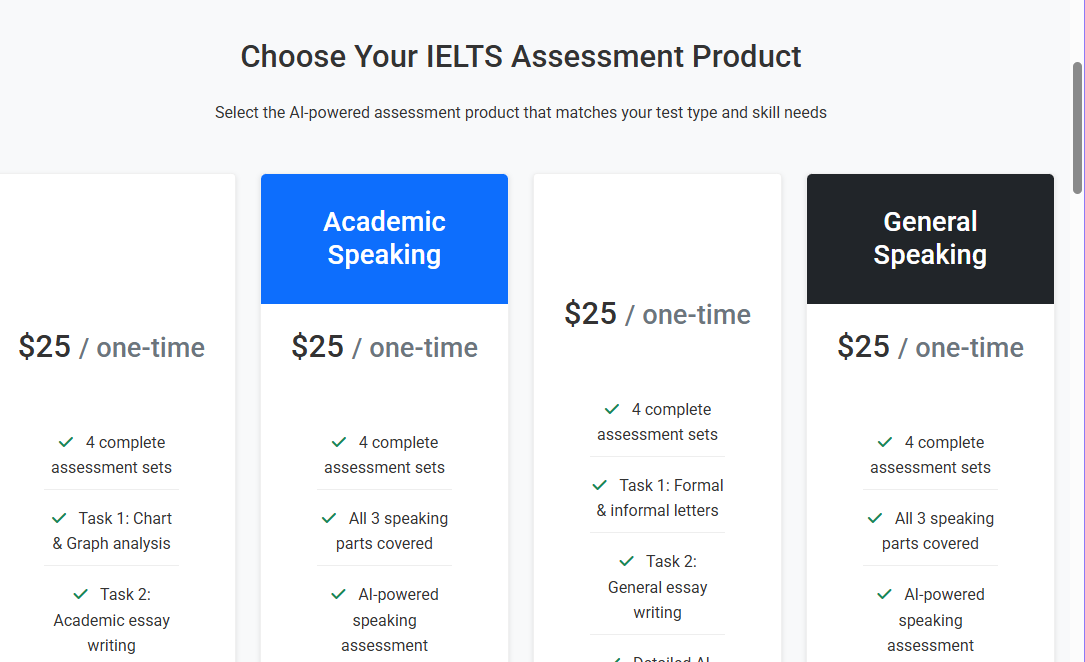 Choose Your IELTS Assessment Product
Select the AI-powered assessment product that matches your test type and skill needs
$25 / one-time
4 complete
assessment sets
Task 1: Chart
& Graph analysis
Task 2:
Academic essay
writing
Academic
Speaking
$25 / one-time
4 complete
assessment sets
All 3 speaking
parts covered
AI-powered
speaking
assessment
$25 / one-time
4 complete
assessment sets
Task 1: Formal
& informal letters
Task 2:
General essay
writing
Detailed AI
General
Speaking
$25 / one-time
4 complete
assessment sets
All 3 speaking
parts covered
AI-powered
speaking
assessment